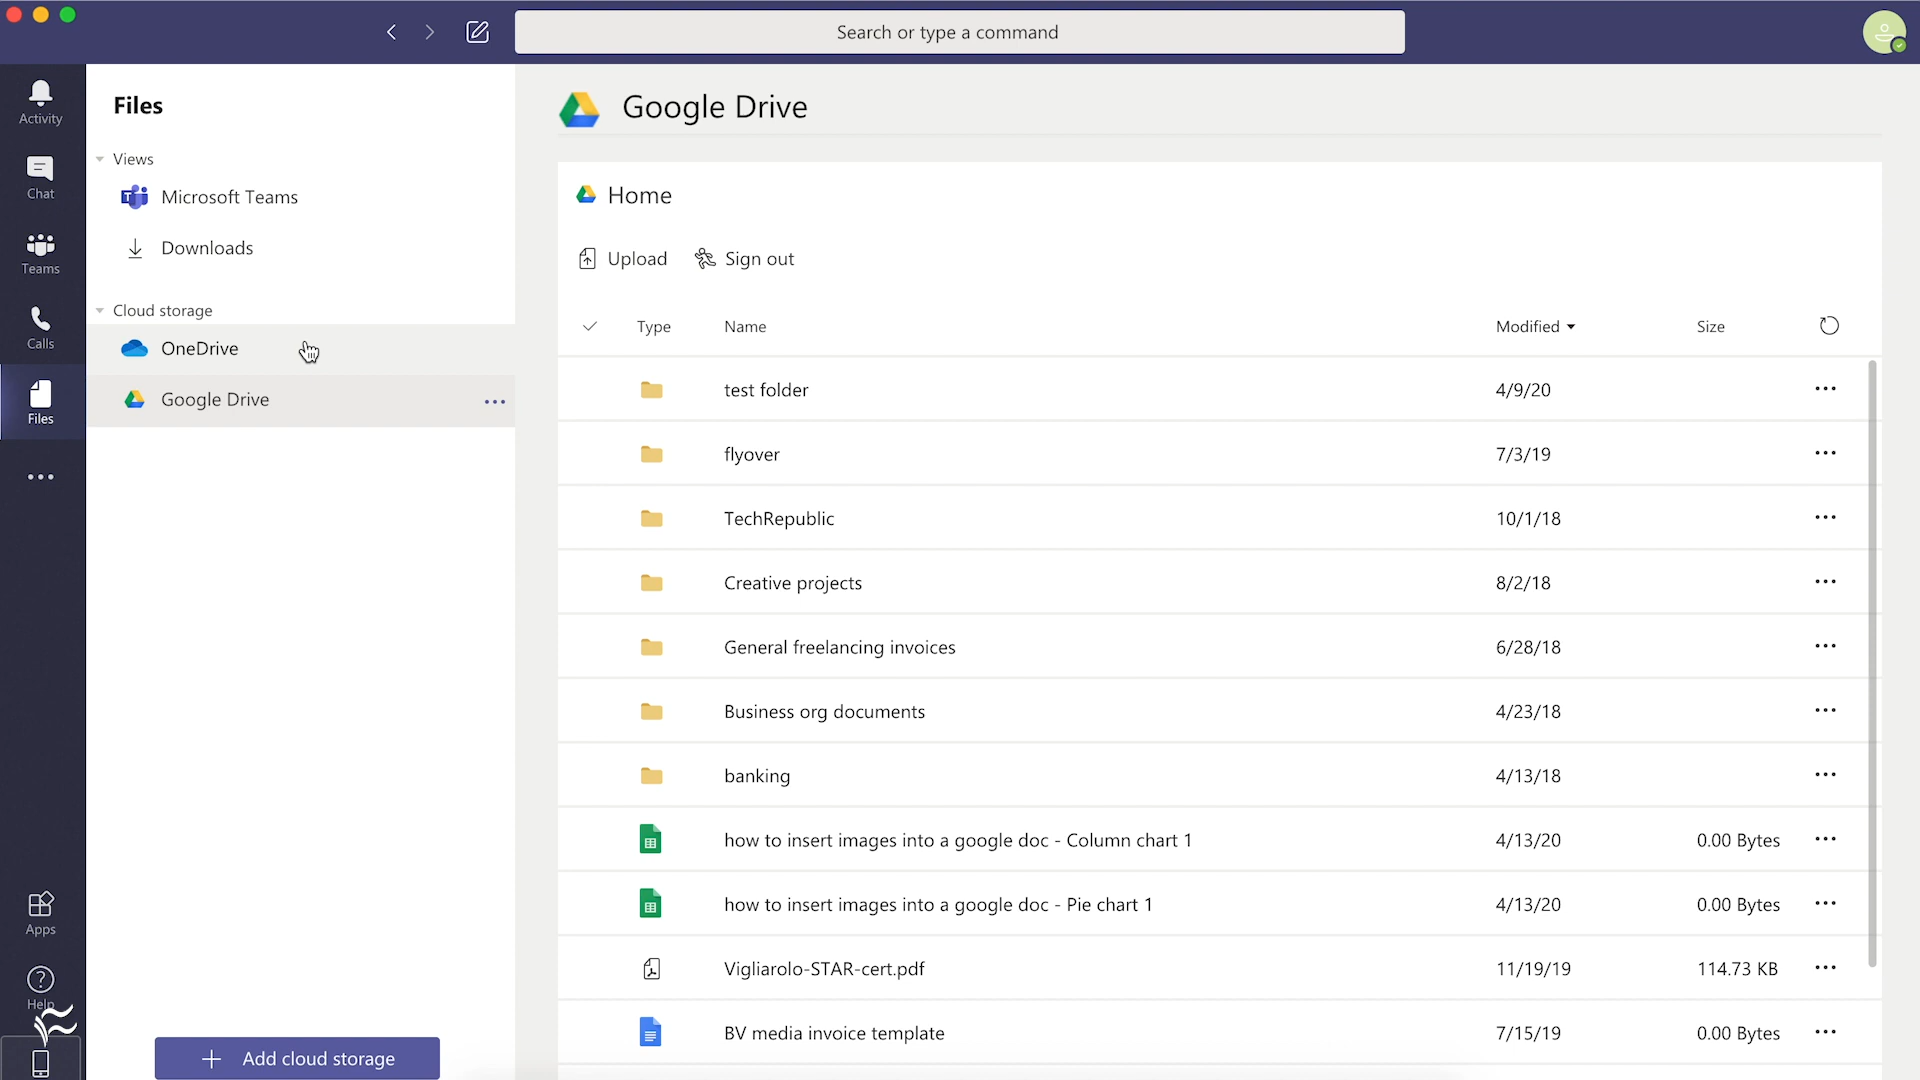 Search or type a command
Activity
Chat
Teams
Calls
Files
Apps
Help
Files
Views
Microsoft Teams
Downloads
Cloud storage
OneDrive
Google Drive
Add cloud storage
Google Drive
Home
Upload Sign out
Type Name Modified Size
test folder 4/9/20
flyover 7/3/19
TechRepublic 10/1/18
Creative projects 8/2/18
General freelancing invoices 6/28/18
Business org documents 4/23/18
banking 4/13/18
how to insert images into a google doc - Column chart 1 4/13/20 0.00 Bytes
how to insert images into a google doc - Pie chart 1 4/13/20 0.00 Bytes
Vigliarolo-STAR-cert.pdf 11/19/19 114.73 KB
BV media invoice template 7/15/19 0.00 Bytes